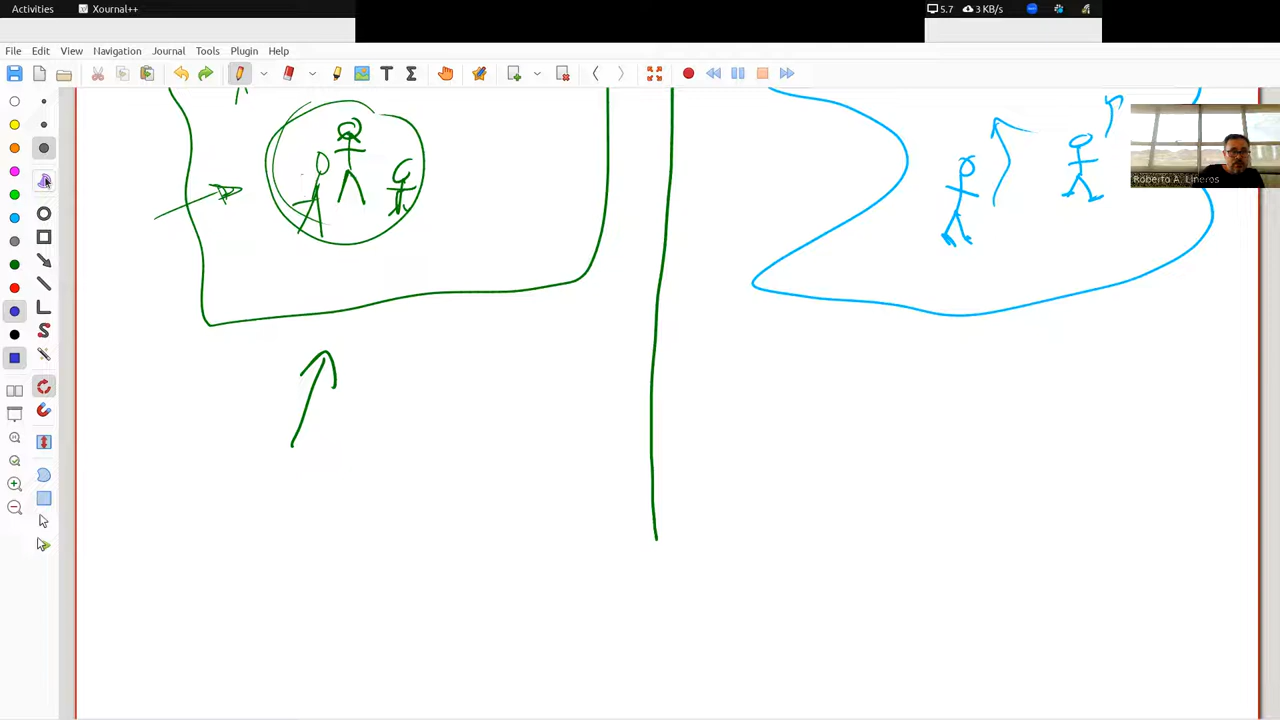 Activities Xournal++ 5.7 3 KB/s
File Edit View Navigation Journal Tools Plugin Help
Roberto A. Lineros